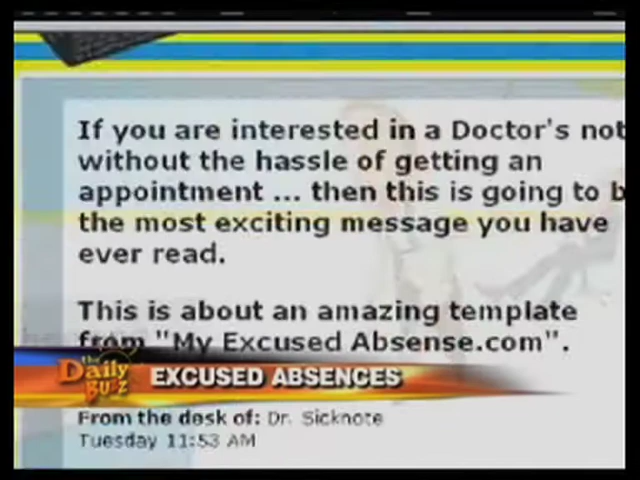 If you are interested in a Doctor's not
without the hassle of getting an
appointment ... then this is going to b
the most exciting message you have
ever read.
This is about an amazing template
from "My Excused Absense.com".
the Daily Buzz
EXCUSED ABSENCES
From the desk of: Dr. Sicknote
Tuesday 11:53 AM